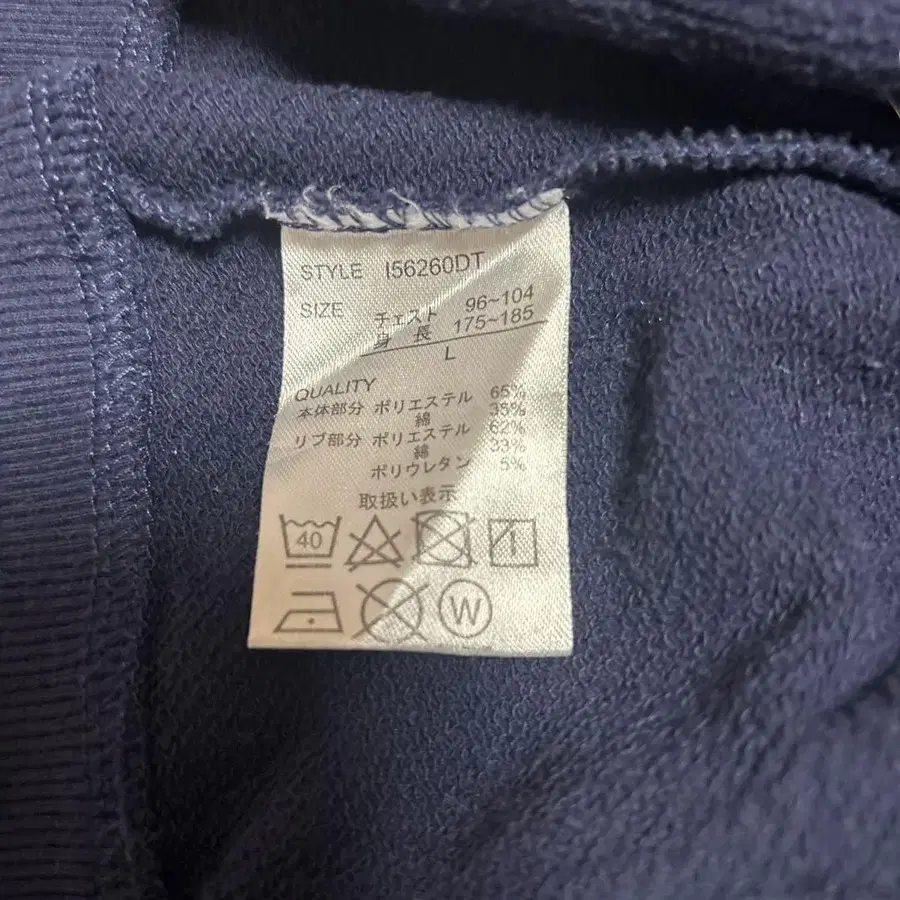 STYLE I56260DT
SIZE チェスト 96~104
身長 175~185
L
QUALITY
本体部分 ポリエステル 65%
綿 35%
リブ部分 ポリエステル 62%
綿 33%
ポリウレタン 5%
取扱い表示
40
W